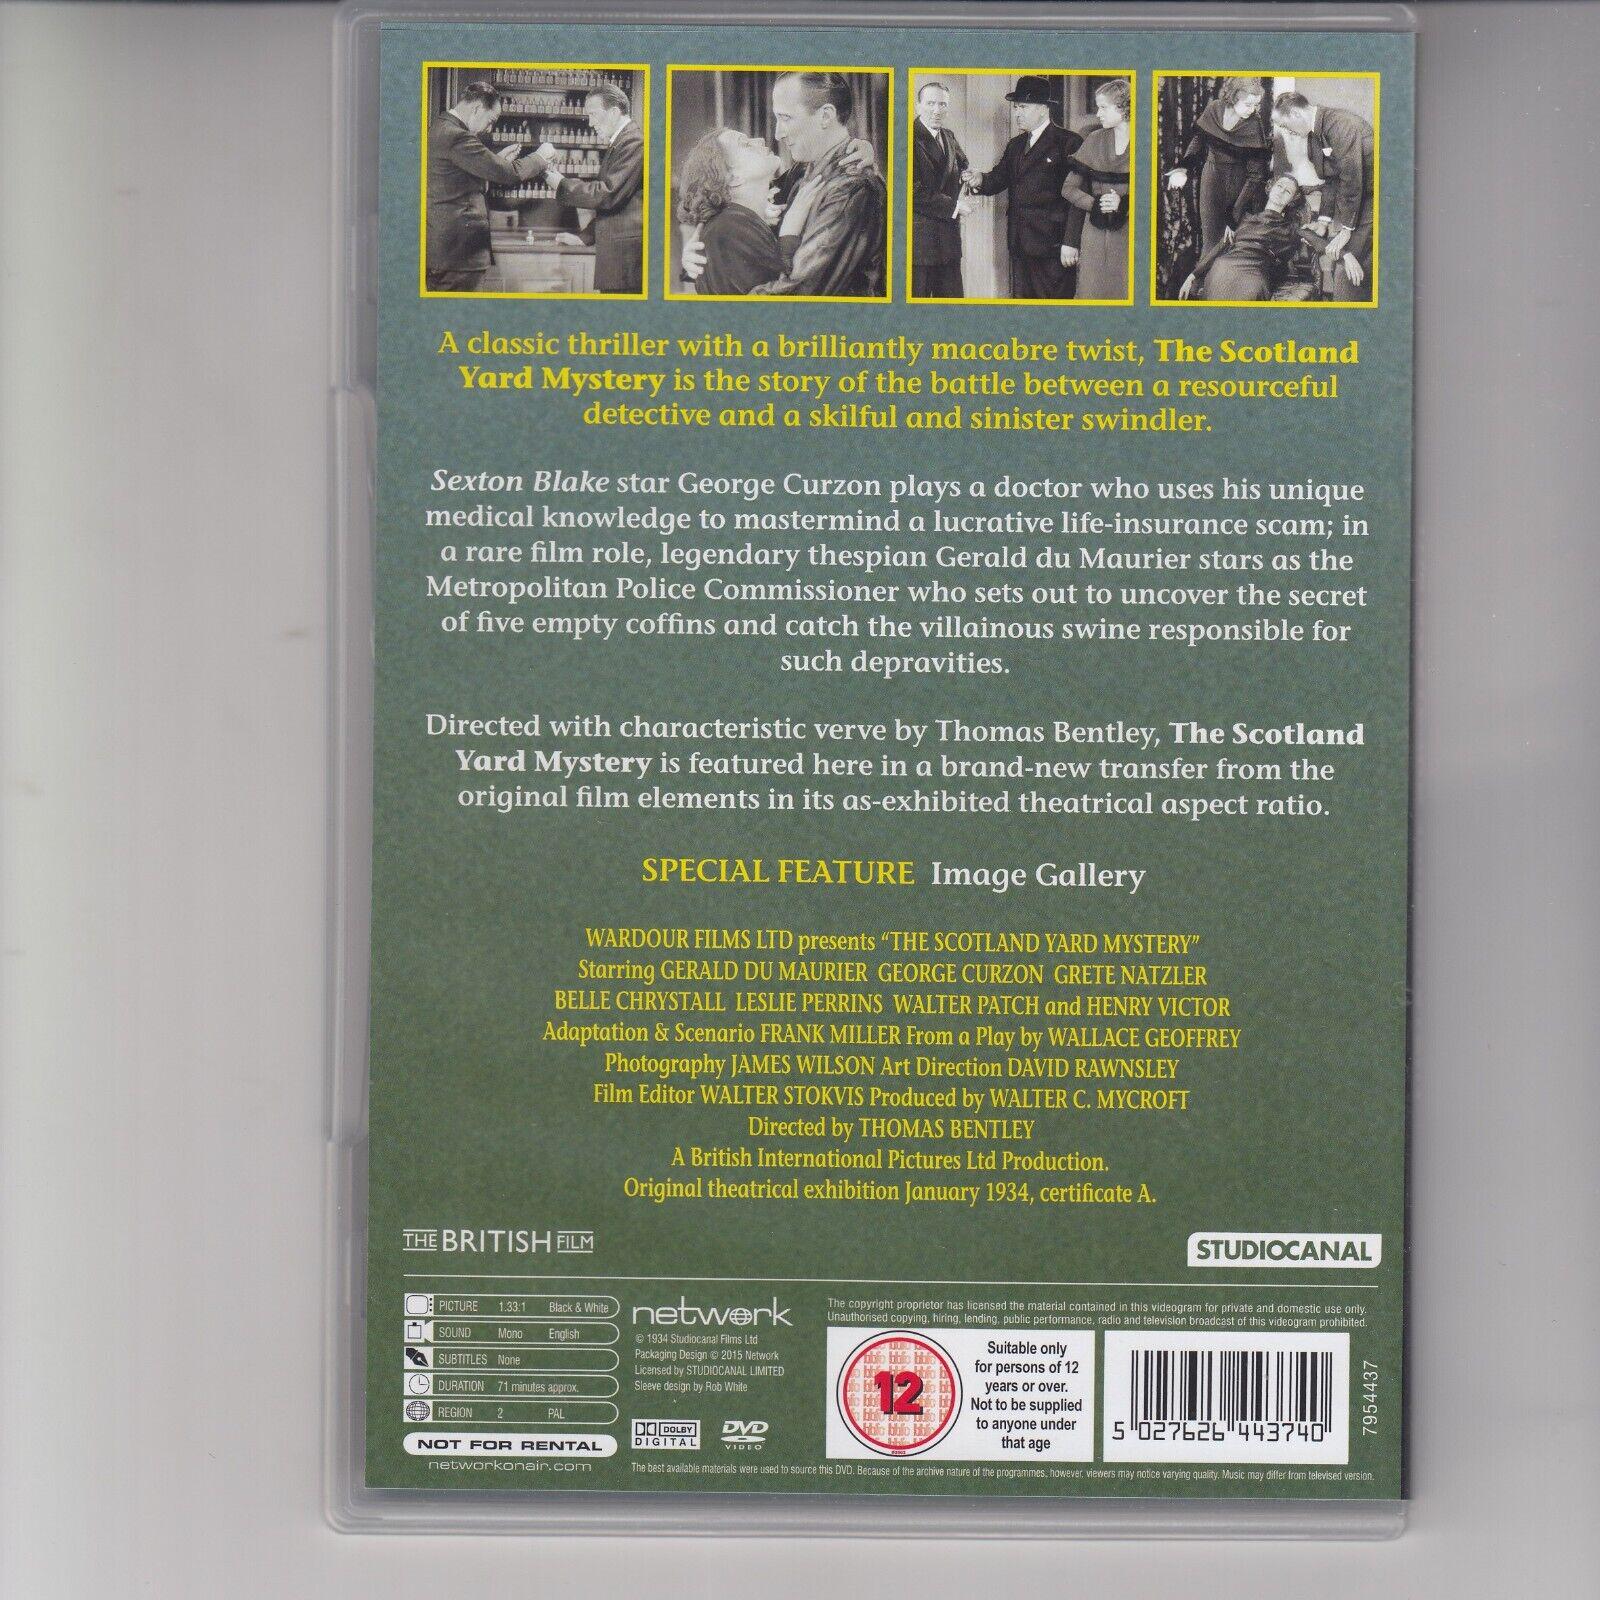 A classic thriller with a brilliantly macabre twist, The Scotland
Yard Mystery is the story of the battle between a resourceful
detective and a skilful and sinister swindler.
Sexton Blake star George Curzon plays a doctor who uses his unique
medical knowledge to mastermind a lucrative life-insurance scam; in
a rare film role, legendary thespian Gerald du Maurier stars as the
Metropolitan Police Commissioner who sets out to uncover the secret
of five empty coffins and catch the villainous swine responsible for
such depravities.
Directed with characteristic verve by Thomas Bentley, The Scotland
Yard Mystery is featured here in a brand-new transfer from the
original film elements in its as-exhibited theatrical aspect ratio.
SPECIAL FEATURE Image Gallery
WARDOUR FILMS LTD presents “THE SCOTLAND YARD MYSTERY”
Starring GERALD DU MAURIER GEORGE CURZON GRETE NATZLER
BELLE CHRYSTALL LESLIE PERRINS WALTER PATCH and HENRY VICTOR
Adaptation & Scenario FRANK MILLER From a Play by WALLACE GEOFFREY
Photography JAMES WILSON Art Direction DAVID RAWNSLEY
Film Editor WALTER STOKVIS Produced by WALTER C. MYCROFT
Directed by THOMAS BENTLEY
A British International Pictures Ltd Production.
Original theatrical exhibition January 1934, certificate A.
THE BRITISH FILM
STUDIOCANAL
PICTURE 1.33:1 Black & White
SOUND Mono English
SUBTITLES None
DURATION 71 minutes approx.
REGION 2 PAL
NOT FOR RENTAL
networkonair.com
network
© 1934 Studiocanal Films Ltd
Packaging Design © 2015 Network
Licensed by STUDIOCANAL LIMITED
Sleeve design by Rob White
DOLBY
DIGITAL
DVD
VIDEO
The copyright proprietor has licensed the material contained in this videogram for private and domestic use only.
Unauthorised copying, hiring, lending, public performance, radio and television broadcast of this videogram prohibited.
12
Suitable only
for persons of 12
years or over.
Not to be supplied
to anyone under
that age
5 027626 443740
7954437
The best available materials were used to source this DVD. Because of the archive nature of the programmes, however, viewers may notice varying quality. Music may differ from televised version.